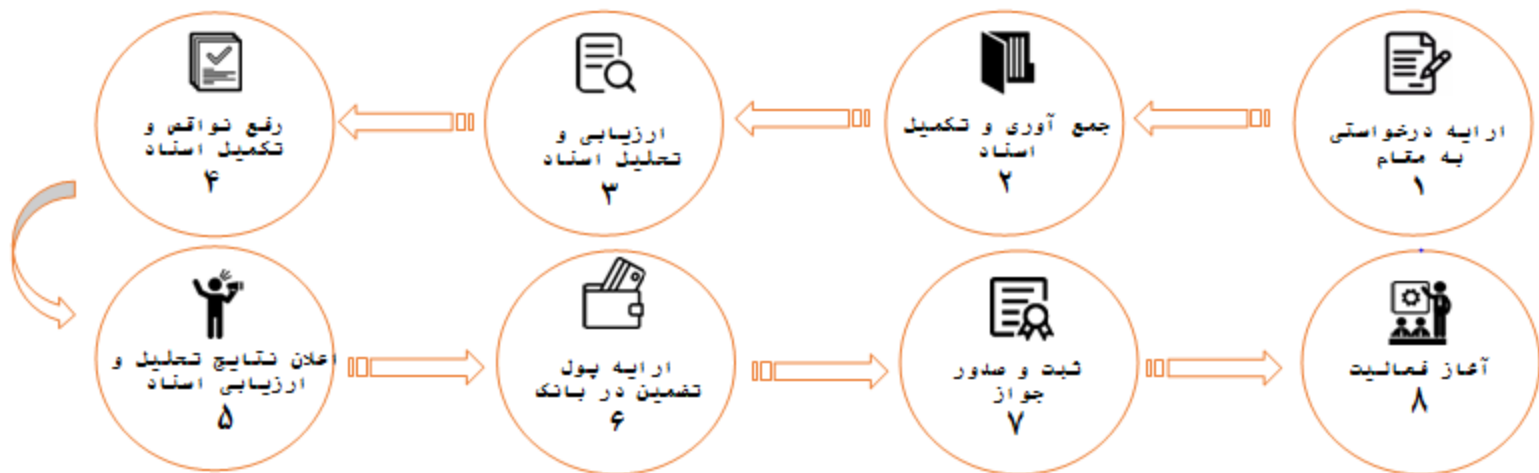 ارایه درخواستی
به مقام
۱
جمع آوری و تکمیل
اسناد
۲
ارزیابی و
تحلیل اسناد
۳
رفع نواقص و
تکمیل اسناد
۴
اعلان نتایج تحلیل و
ارزیابی اسناد
۵
ارایه پول
تضمین در بانک
۶
ثبت و صدور
جواز
۷
آغاز فعالیت
۸